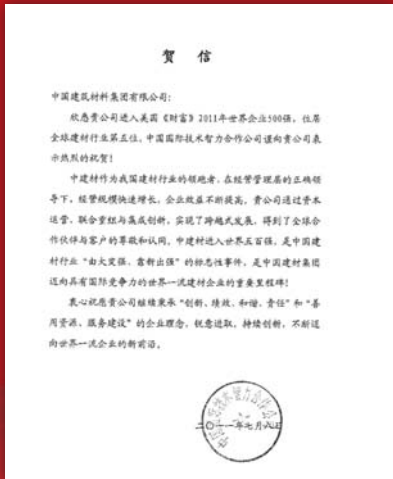 贺 信
中国建筑材料集团有限公司：
欣悉贵公司进入美国《财富》2011年世界企业500强，位居
全球建材行业第五位，中国国际技术智力合作公司谨向贵公司表
示热烈的祝贺！
中建材作为我国建材行业的领跑者，在经营管理层的正确领
导下，经营规模快速增长，企业效益不断提高，贵公司通过资本
运营、联合重组与集成创新，实现了跨越式发展，得到了全球合
作伙伴与客户的尊敬和认同。中建材进入世界五百强，是中国建
材行业“由大变强、靠新出强”的标志性事件，是中国建材集团
迈向具有国际竞争力的世界一流建材企业的重要里程碑！
衷心祝愿贵公司继续秉承“创新、绩效、和谐、责任”和“善
用资源、服务建设”的企业理念，锐意进取，持续创新，不断迈
向世界一流企业的新前沿。
中国国际技术智力合作公司
二〇一一年七月八日